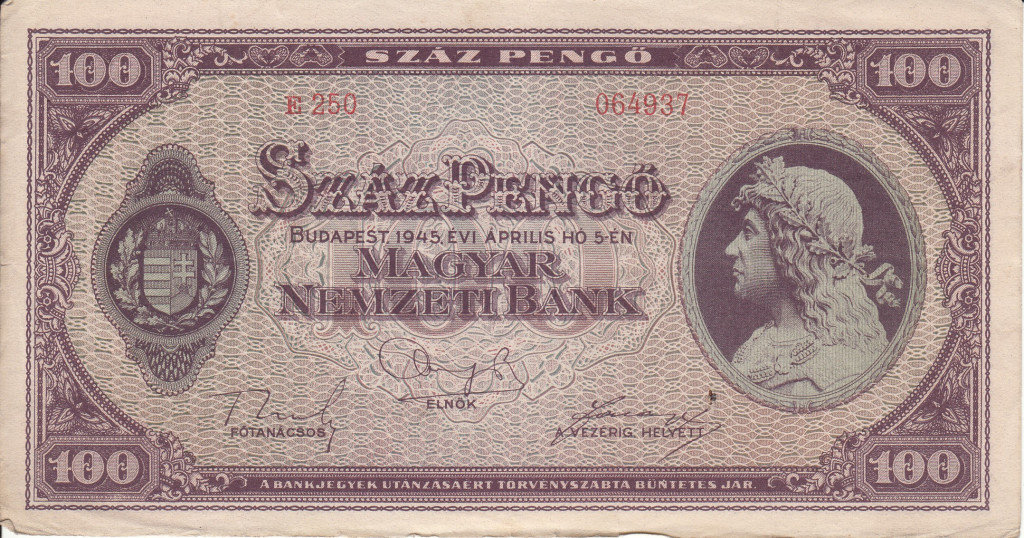 100 SZÁZ PENGŐ 100
E 250 064937
SZÁZ PENGŐ
BUDAPEST, 1945. ÉVI ÁPRILIS HÓ 5-ÉN
MAGYAR
NEMZETI BANK
ELNÖK
FŐTANÁCSOS
A VEZÉRIG. HELYETT
100 100
A BANKJEGYEK UTÁNZÁSAÉRT TÖRVÉNYSZABTA BÜNTETÉS JÁR.